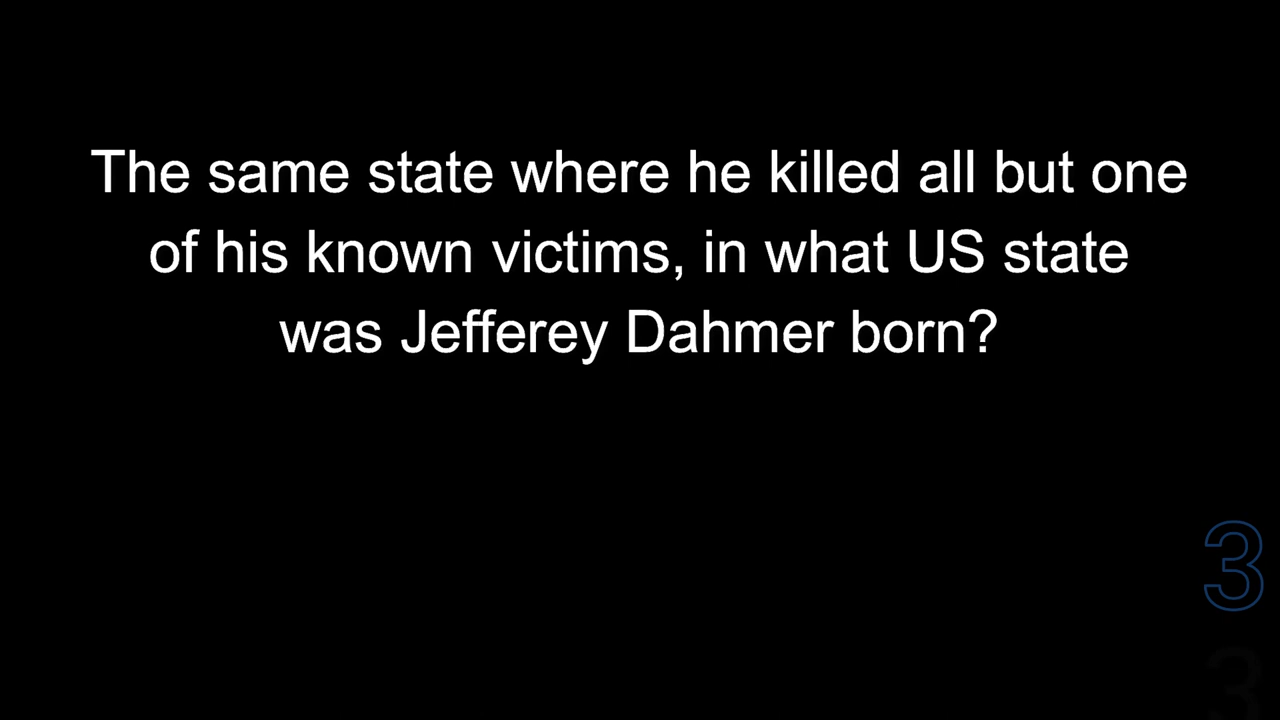 The same state where he killed all but one
of his known victims, in what US state
was Jefferey Dahmer born?
3
3